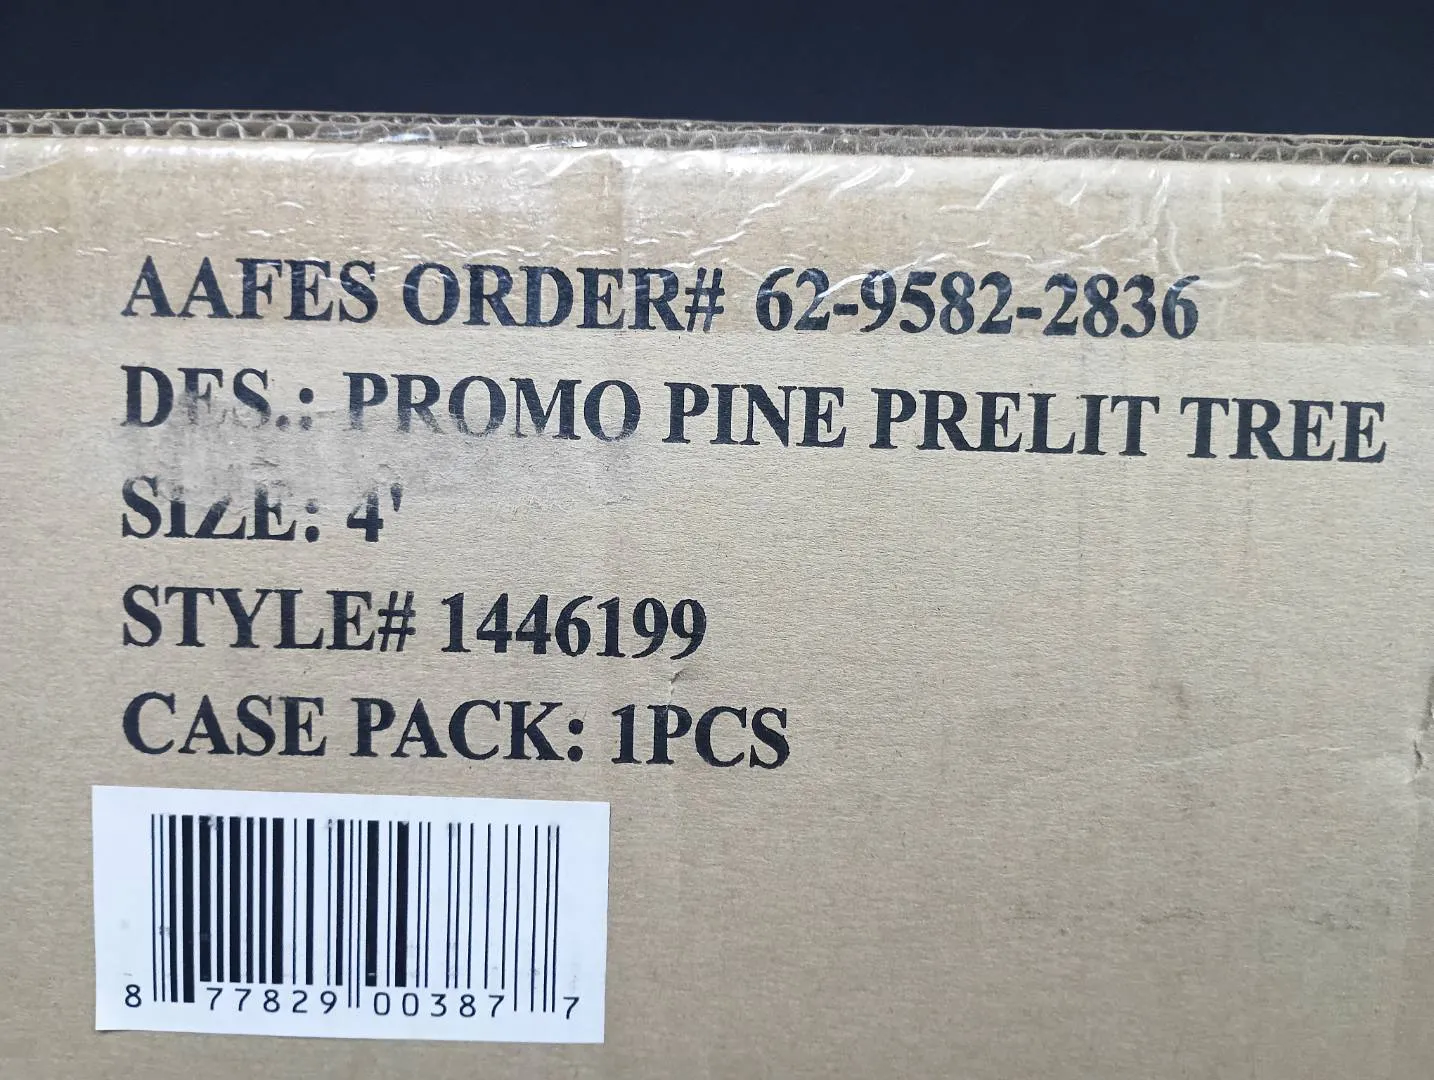 AAFES ORDER# 62-9582-2836
DES.: PROMO PINE PRELIT TREE
SIZE: 4'
STYLE# 1446199
CASE PACK: 1PCS
8 77829 00387 7